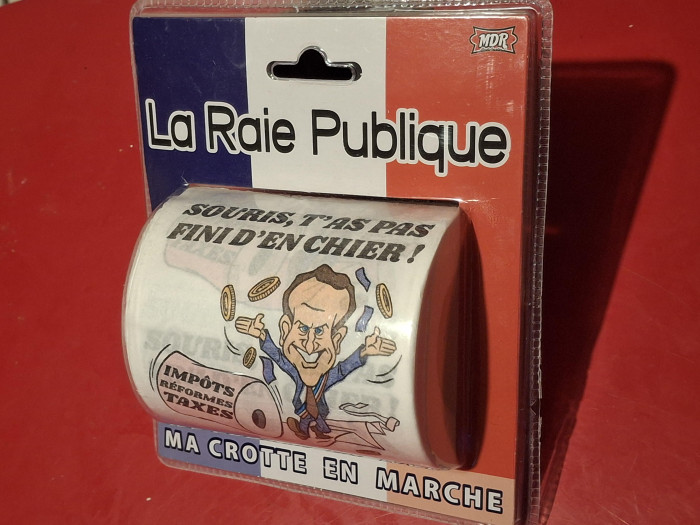 MDR
La Raie Publique
SOURIS, T'AS PAS
FINI D'EN CHIER !
IMPÔTS
RÉFORMES
TAXES
MA CROTTE EN MARCHE